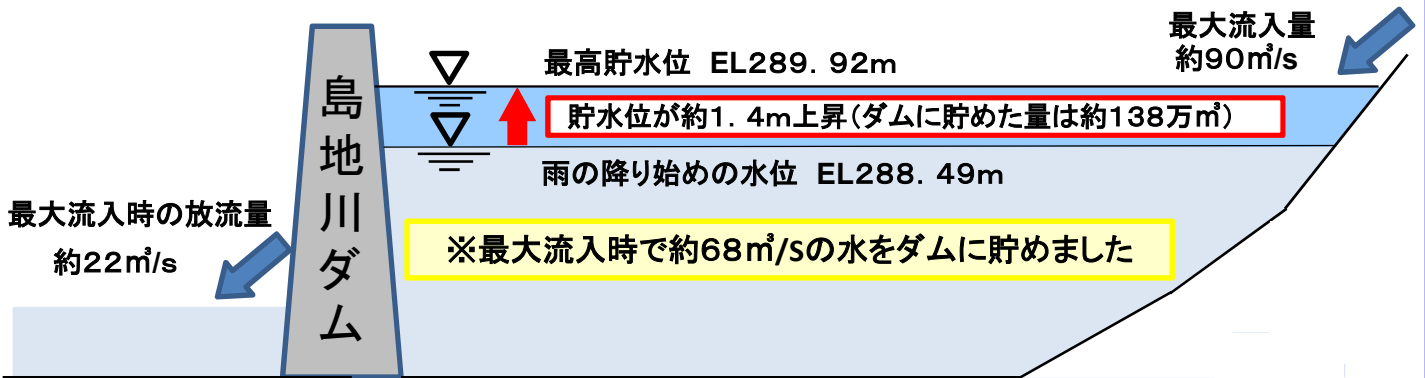 最大流入量
約90㎥/s
最高貯水位 EL289．92m
貯水位が約1．4m上昇(ダムに貯めた量は約138万㎥)
雨の降り始めの水位 EL288．49m
島地川ダム
最大流入時の放流量
約22㎥/s
※最大流入時で約68㎥/Sの水をダムに貯めました